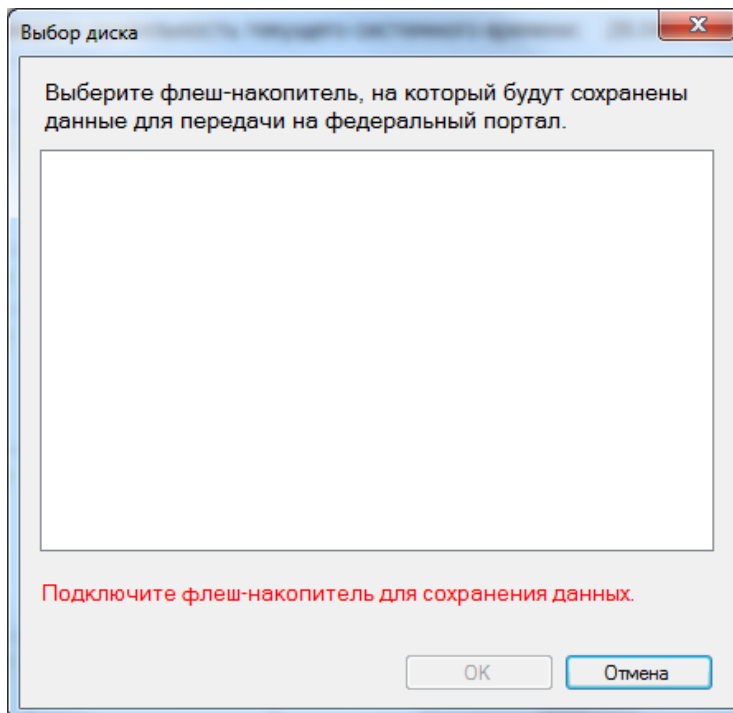 Выбор диска
Выберите флеш-накопитель, на который будут сохранены
данные для передачи на федеральный портал.
Подключите флеш-накопитель для сохранения данных.
OK
Отмена